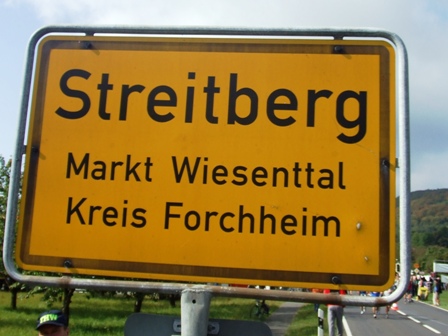 Streitberg
Markt Wiesenttal
Kreis Forchheim